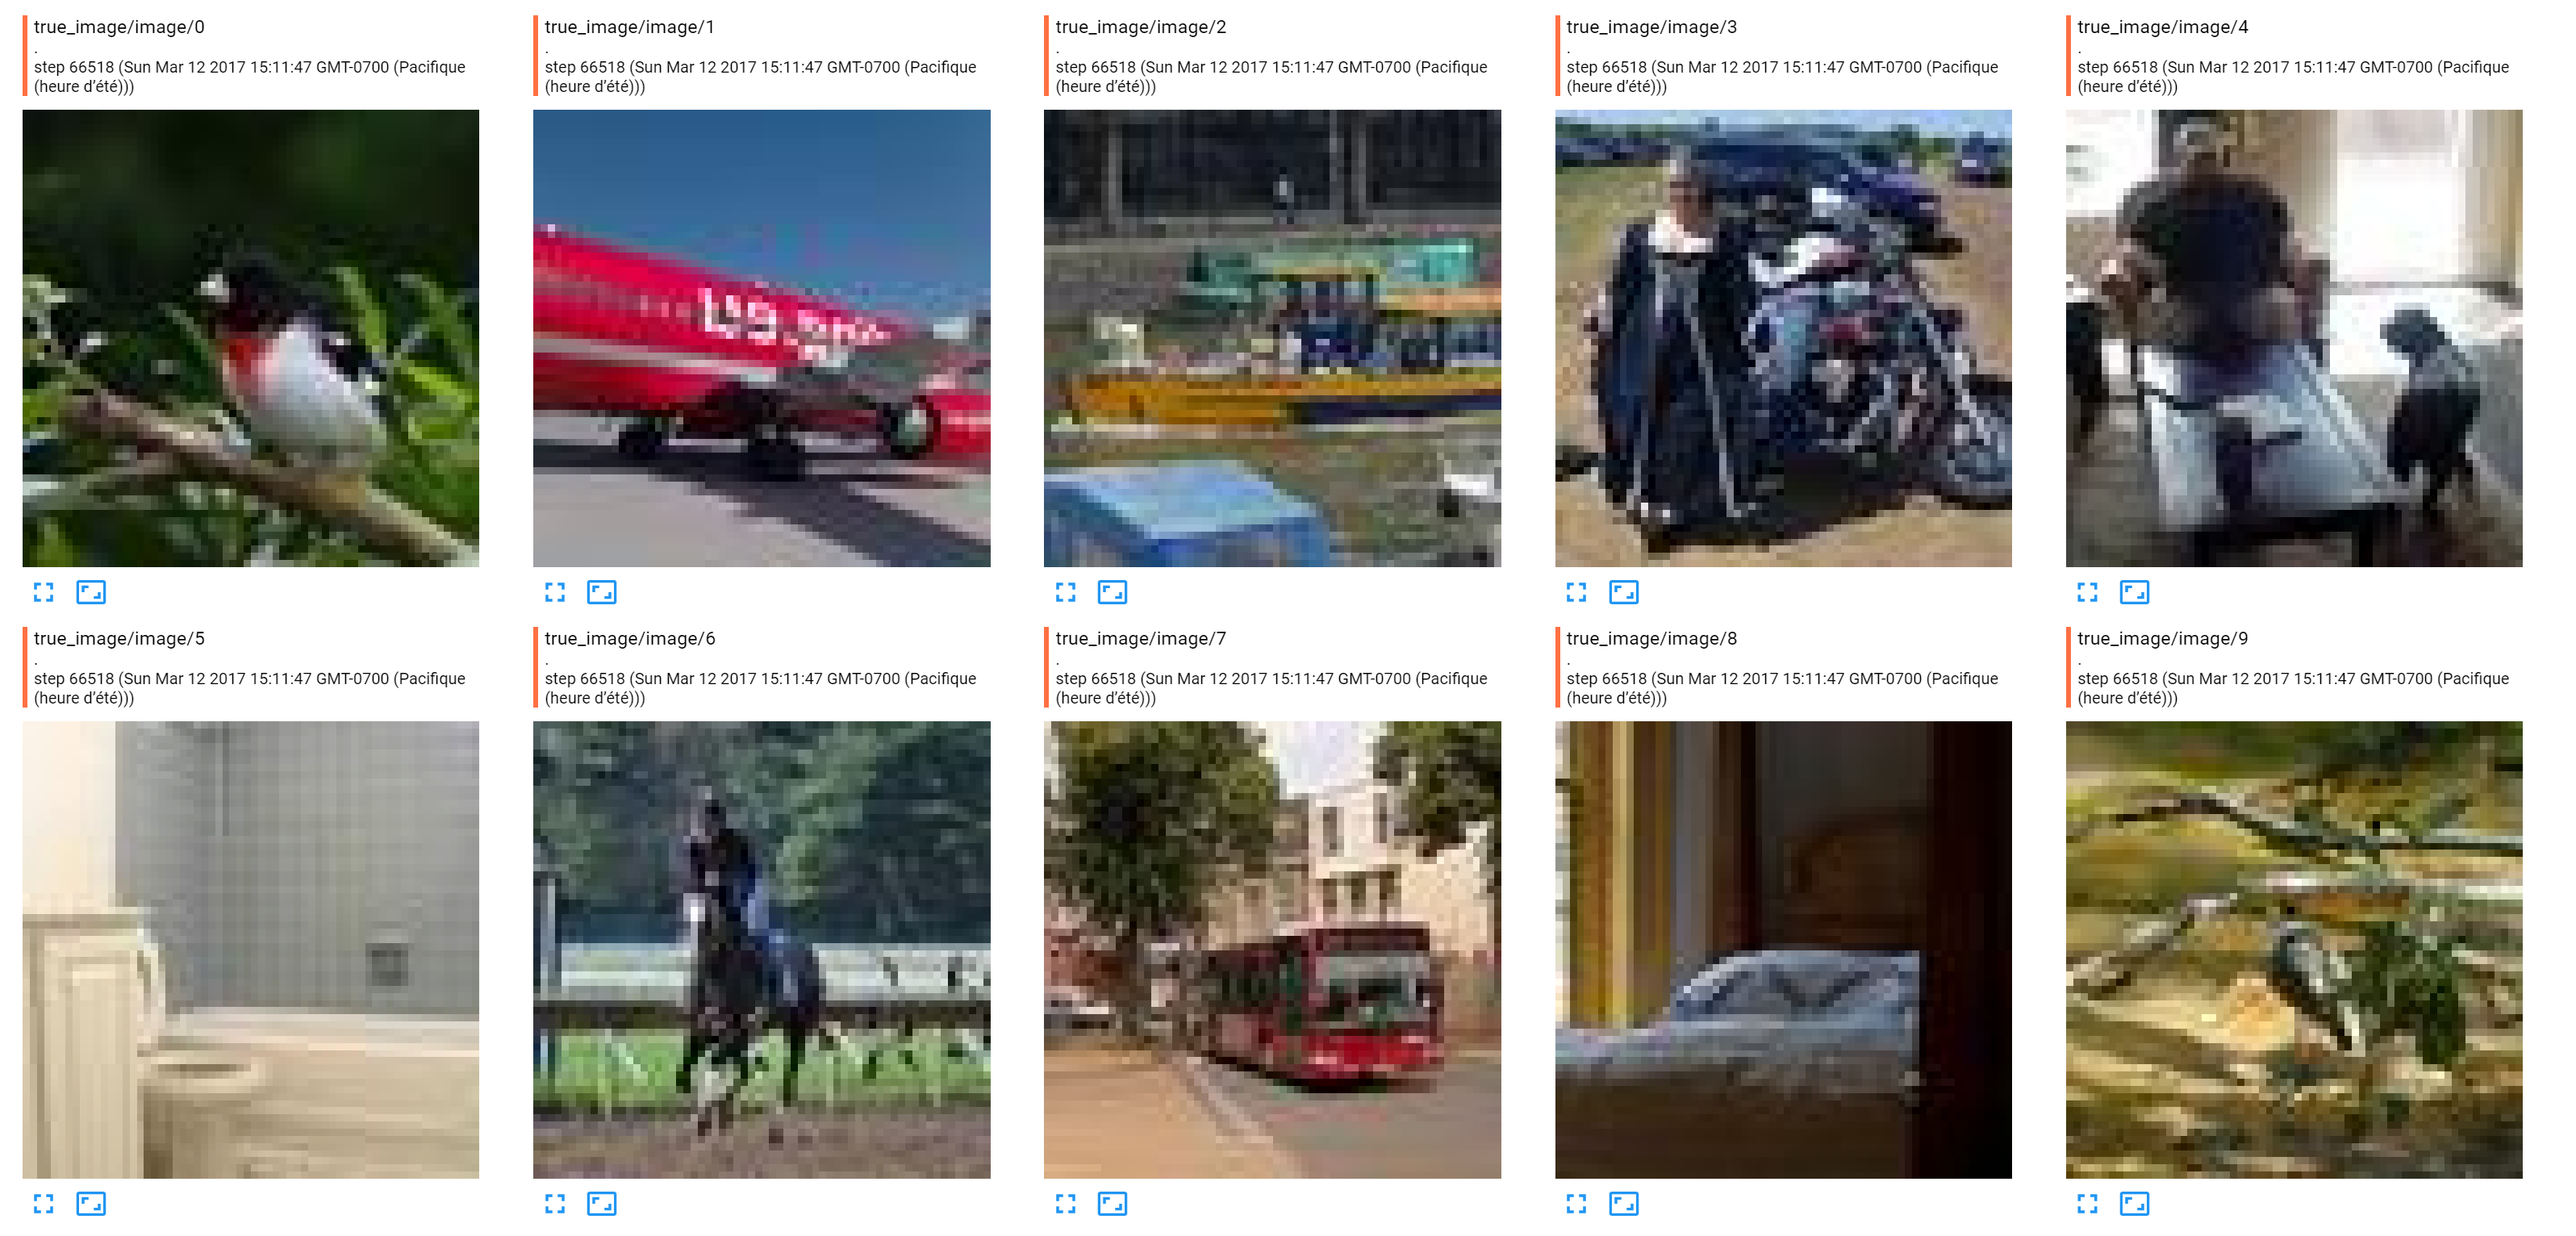 true_image/image/0
.
step 66518 (Sun Mar 12 2017 15:11:47 GMT-0700 (Pacifique
(heure d’été)))
true_image/image/1
.
step 66518 (Sun Mar 12 2017 15:11:47 GMT-0700 (Pacifique
(heure d’été)))
true_image/image/2
.
step 66518 (Sun Mar 12 2017 15:11:47 GMT-0700 (Pacifique
(heure d’été)))
true_image/image/3
.
step 66518 (Sun Mar 12 2017 15:11:47 GMT-0700 (Pacifique
(heure d’été)))
true_image/image/4
.
step 66518 (Sun Mar 12 2017 15:11:47 GMT-0700 (Pacifique
(heure d’été)))
true_image/image/5
.
step 66518 (Sun Mar 12 2017 15:11:47 GMT-0700 (Pacifique
(heure d’été)))
true_image/image/6
.
step 66518 (Sun Mar 12 2017 15:11:47 GMT-0700 (Pacifique
(heure d’été)))
true_image/image/7
.
step 66518 (Sun Mar 12 2017 15:11:47 GMT-0700 (Pacifique
(heure d’été)))
true_image/image/8
.
step 66518 (Sun Mar 12 2017 15:11:47 GMT-0700 (Pacifique
(heure d’été)))
true_image/image/9
.
step 66518 (Sun Mar 12 2017 15:11:47 GMT-0700 (Pacifique
(heure d’été)))